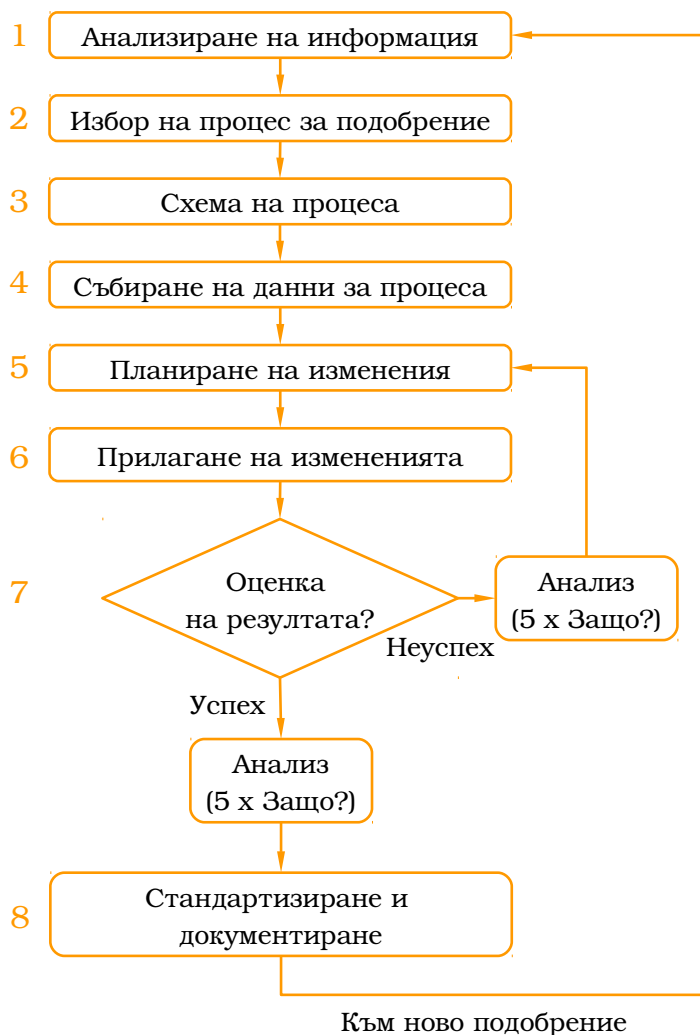 1 Анализиране на информация
2 Избор на процес за подобрение
3 Схема на процеса
4 Събиране на данни за процеса
5 Планиране на изменения
6 Прилагане на измененията
7 Оценка
на резултата?
Неуспех
Анализ
(5 x Защо?)
Успех
Анализ
(5 x Защо?)
8 Стандартизиране и
документиране
Към ново подобрение